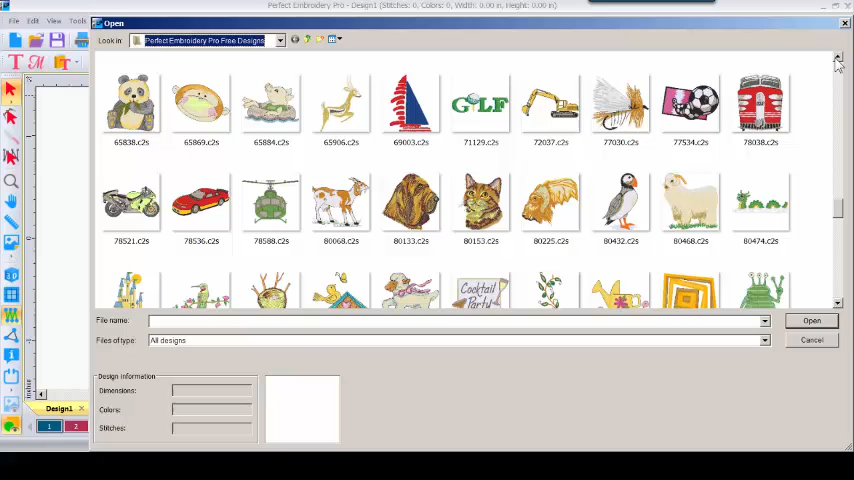 Perfect Embroidery Pro - Design1 (Stitches: 0, Colors: 0, Width: 0.00 in, Height: 0.00 in)
File Edit View Tools
Open
Look in: Perfect Embroidery Pro Free Designs
GOLF
65838.c2s 65869.c2s 65884.c2s 65906.c2s 69003.c2s 71129.c2s 72037.c2s 77030.c2s 77534.c2s 78038.c2s
78521.c2s 78536.c2s 78588.c2s 80068.c2s 80133.c2s 80153.c2s 80225.c2s 80432.c2s 80468.c2s 80474.c2s
Cocktail
Party
File name: Open
Files of type: All designs Cancel
Design information
Dimensions:
Colors:
Stitches:
Design1
1 2